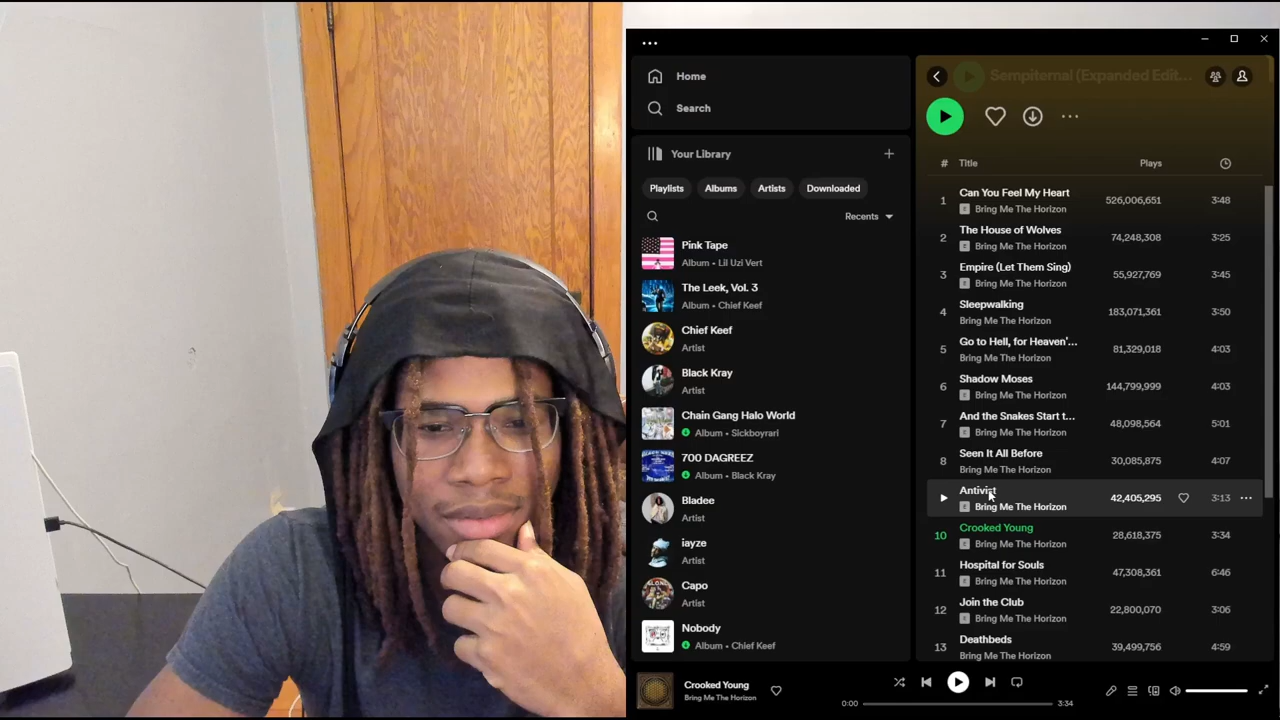 Home
Search
Your Library
Playlists
Albums
Artists
Downloaded
Recents
Pink Tape
Album • Lil Uzi Vert
The Leek, Vol. 3
Album • Chief Keef
Chief Keef
Artist
Black Kray
Artist
Chain Gang Halo World
Album • Sickboyrari
700 DAGREEZ
Album • Black Kray
Bladee
Artist
iayze
Artist
Capo
Artist
Nobody
Album • Chief Keef
Sempiternal (Expanded Edit...
# Title Plays
1 Can You Feel My Heart 526,006,651 3:48
E Bring Me The Horizon
2 The House of Wolves 74,248,308 3:25
E Bring Me The Horizon
3 Empire (Let Them Sing) 55,927,769 3:45
E Bring Me The Horizon
4 Sleepwalking 183,071,361 3:50
Bring Me The Horizon
5 Go to Hell, for Heaven'... 81,329,018 4:03
Bring Me The Horizon
6 Shadow Moses 144,799,999 4:03
E Bring Me The Horizon
7 And the Snakes Start t... 48,098,564 5:01
E Bring Me The Horizon
8 Seen It All Before 30,085,875 4:07
Bring Me The Horizon
Antivist 42,405,295 3:13
E Bring Me The Horizon
10 Crooked Young 28,618,375 3:34
E Bring Me The Horizon
11 Hospital for Souls 47,308,361 6:46
E Bring Me The Horizon
12 Join the Club 22,800,070 3:06
E Bring Me The Horizon
13 Deathbeds 39,499,756 4:59
Bring Me The Horizon
Crooked Young
Bring Me The Horizon
0:00 3:34